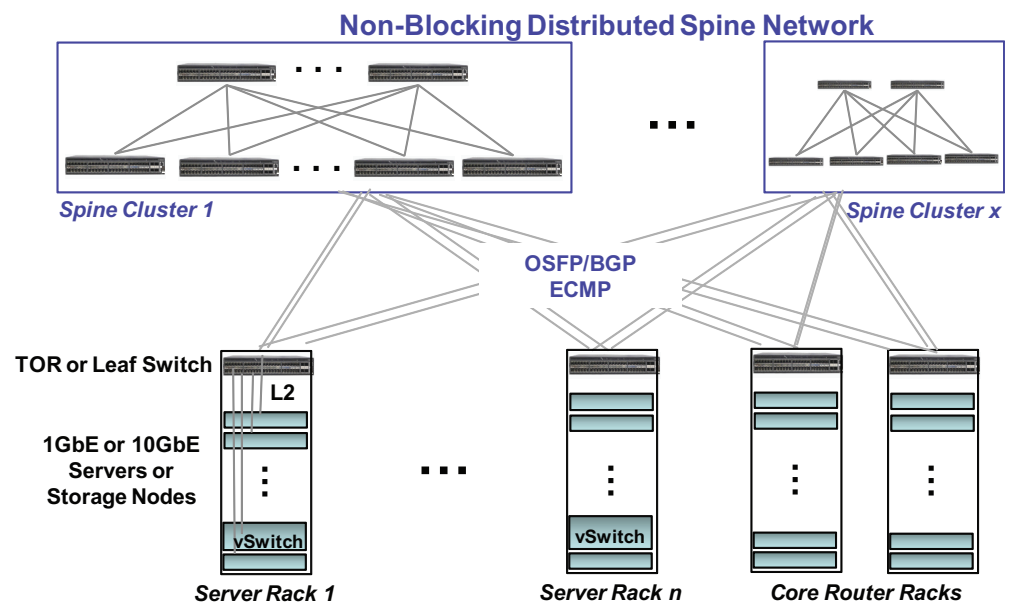 Non-Blocking Distributed Spine Network
Spine Cluster 1
Spine Cluster x
OSFP/BGP
ECMP
TOR or Leaf Switch
L2
1GbE or 10GbE
Servers or
Storage Nodes
vSwitch
vSwitch
Server Rack 1
Server Rack n
Core Router Racks